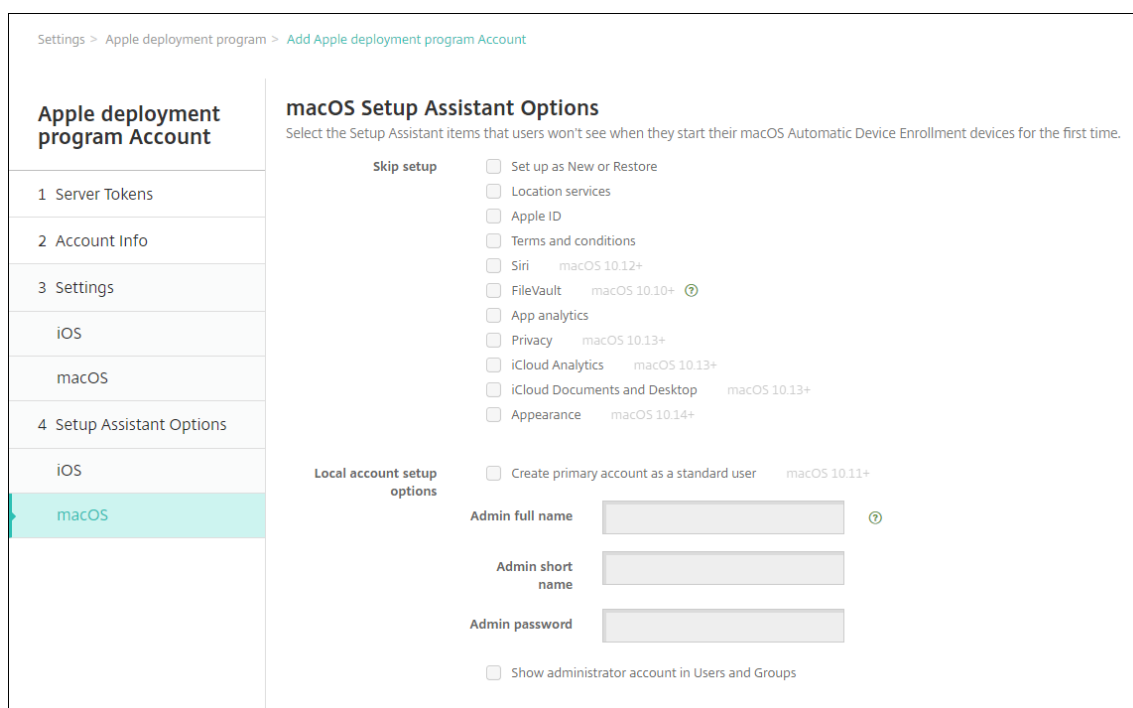 Settings > Apple deployment program > Add Apple deployment program Account
Apple deployment
program Account
1 Server Tokens
2 Account Info
3 Settings
iOS
macOS
4 Setup Assistant Options
iOS
macOS
macOS Setup Assistant Options
Select the Setup Assistant items that users won't see when they start their macOS Automatic Device Enrollment devices for the first time.
Skip setup
Set up as New or Restore
Location services
Apple ID
Terms and conditions
Siri macOS 10.12+
FileVault macOS 10.10+ ?
App analytics
Privacy macOS 10.13+
iCloud Analytics macOS 10.13+
iCloud Documents and Desktop macOS 10.13+
Appearance macOS 10.14+
Local account setup
options
Create primary account as a standard user macOS 10.11+
Admin full name ?
Admin short
name
Admin password
Show administrator account in Users and Groups